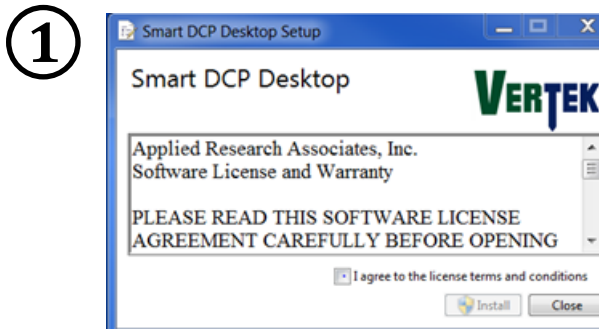 1
Smart DCP Desktop Setup
Smart DCP Desktop
VERTEK
Applied Research Associates, Inc.
Software License and Warranty
PLEASE READ THIS SOFTWARE LICENSE
AGREEMENT CAREFULLY BEFORE OPENING
I agree to the license terms and conditions
Install Close